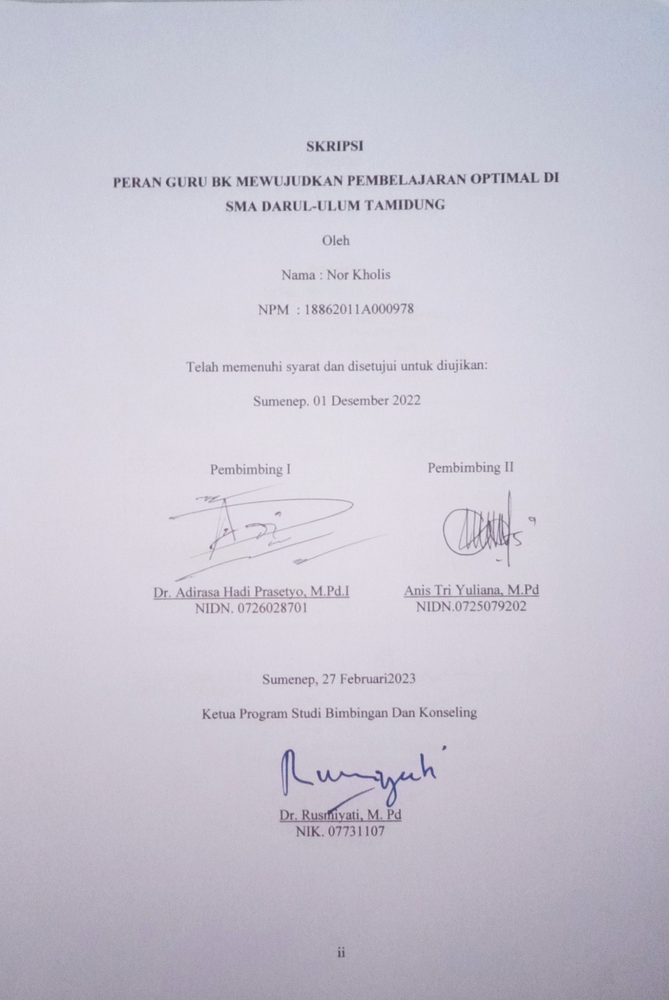 SKRIPSI
PERAN GURU BK MEWUJUDKAN PEMBELAJARAN OPTIMAL DI
SMA DARUL-ULUM TAMIDUNG
Oleh
Nama : Nor Kholis
NPM : 18862011A000978
Telah memenuhi syarat dan disetujui untuk diujikan:
Sumenep. 01 Desember 2022
Pembimbing I
Pembimbing II
Dr. Adirasa Hadi Prasetyo, M.Pd.I
NIDN. 0726028701
Anis Tri Yuliana, M.Pd
NIDN.0725079202
Sumenep, 27 Februari2023
Ketua Program Studi Bimbingan Dan Konseling
Dr. Rusmiyati, M. Pd
NIK. 07731107
ii